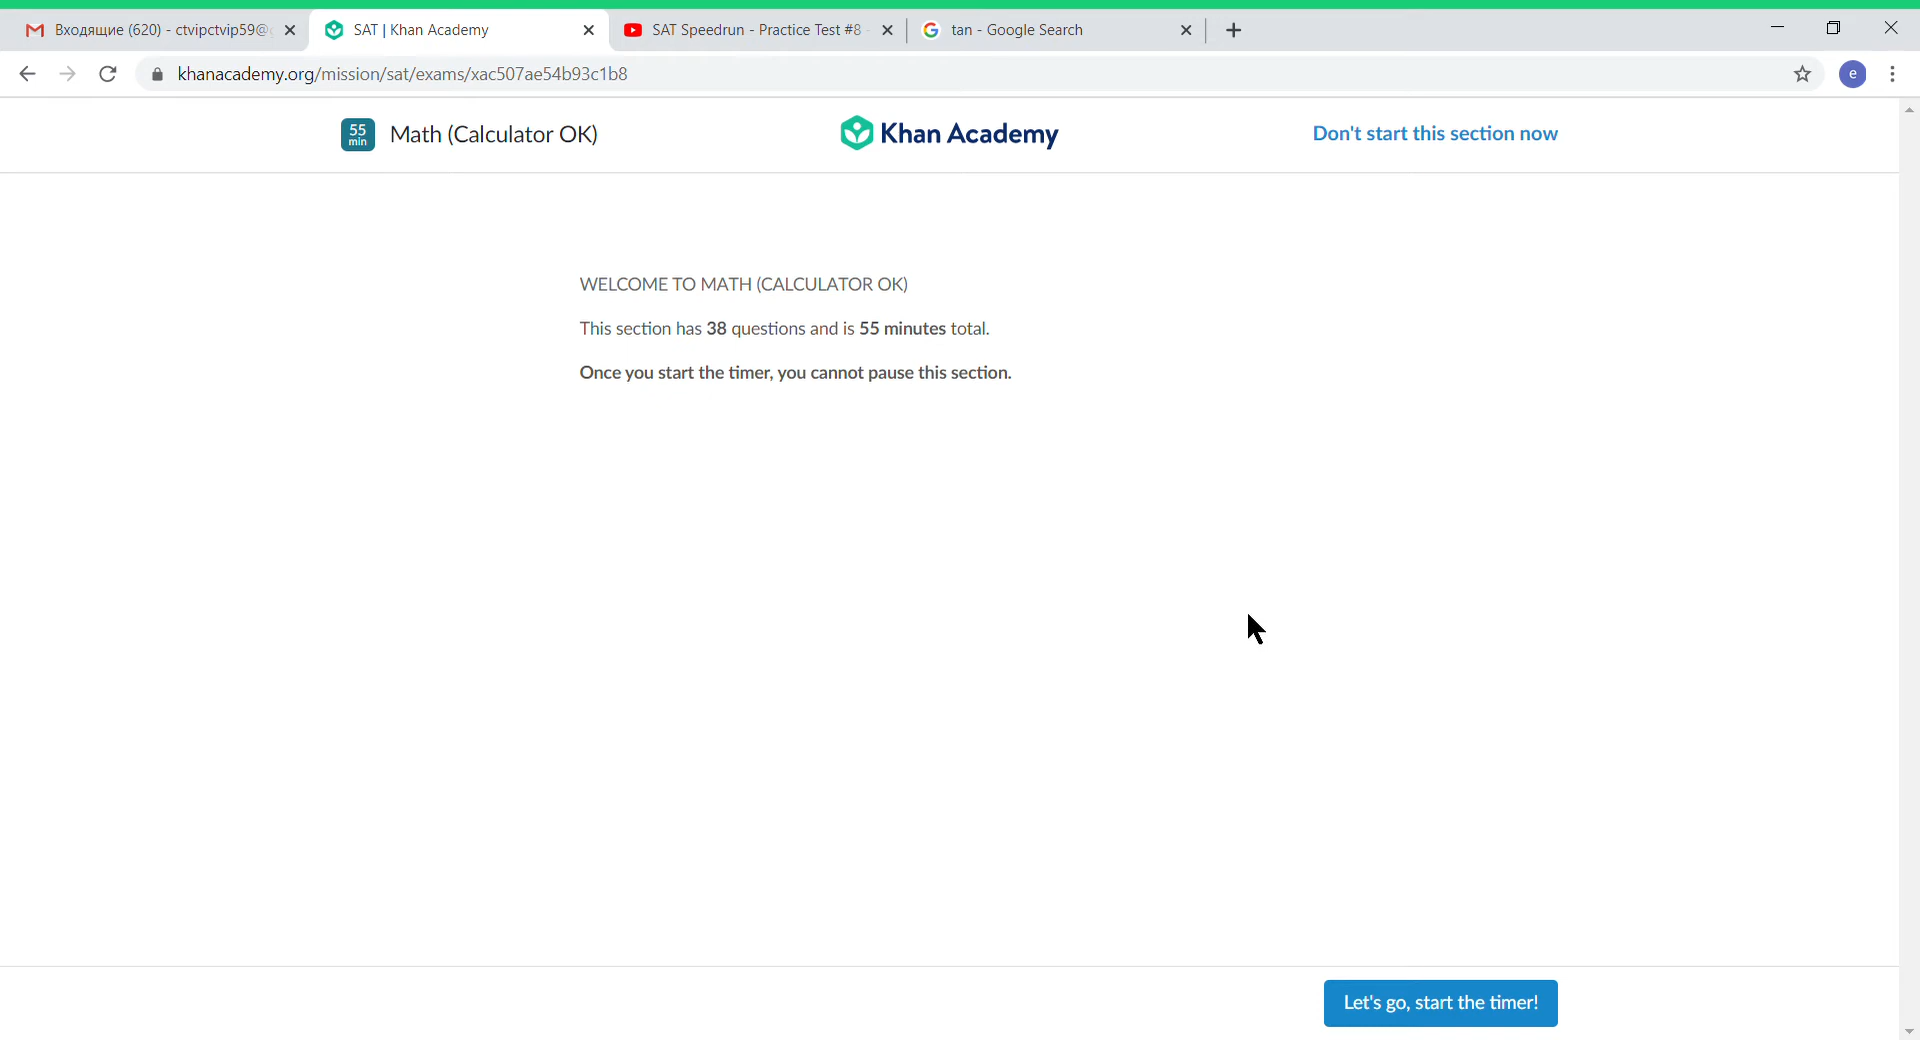 Входящие (620) - ctvipctvip59@
SAT | Khan Academy
SAT Speedrun - Practice Test #8
tan - Google Search
khanacademy.org/mission/sat/exams/xac507ae54b93c1b8
e
55
min
Math (Calculator OK)
Khan Academy
Don't start this section now
WELCOME TO MATH (CALCULATOR OK)
This section has 38 questions and is 55 minutes total.
Once you start the timer, you cannot pause this section.
Let's go, start the timer!